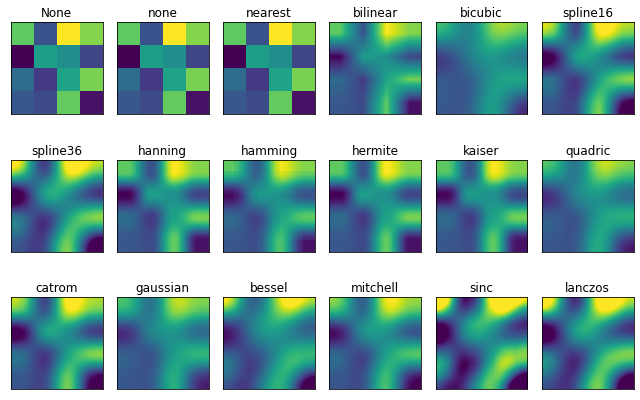 None none nearest bilinear bicubic spline16
spline36 hanning hamming hermite kaiser quadric
catrom gaussian bessel mitchell sinc lanczos